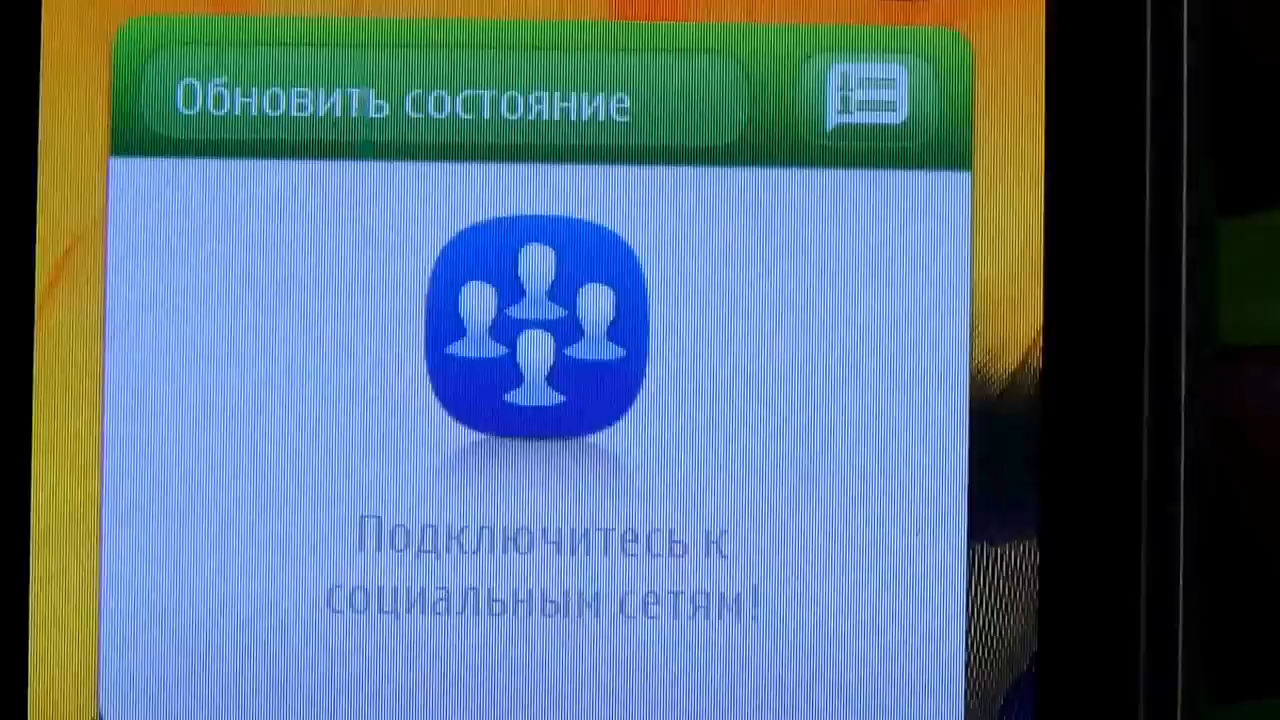 Обновить состояние
Подключитесь к
социальным сетям!